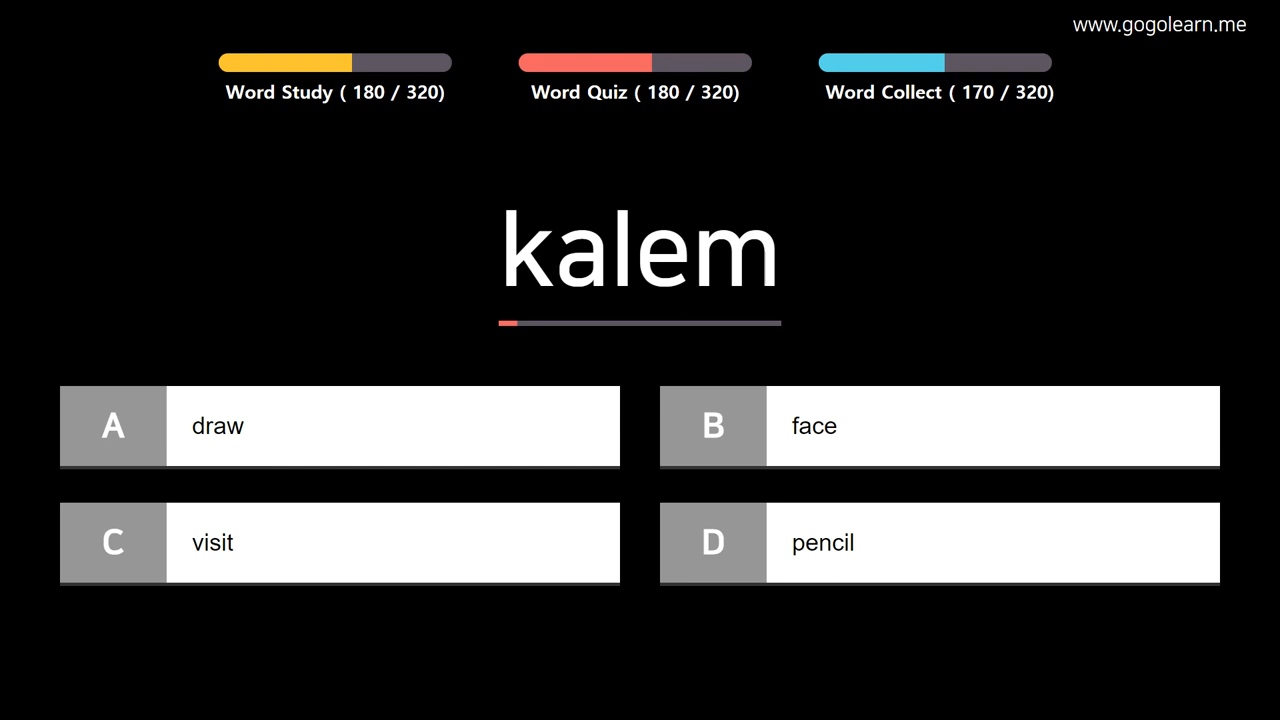 www.gogolearn.me
Word Study ( 180 / 320)
Word Quiz ( 180 / 320)
Word Collect ( 170 / 320)
kalem
A draw
B face
C visit
D pencil